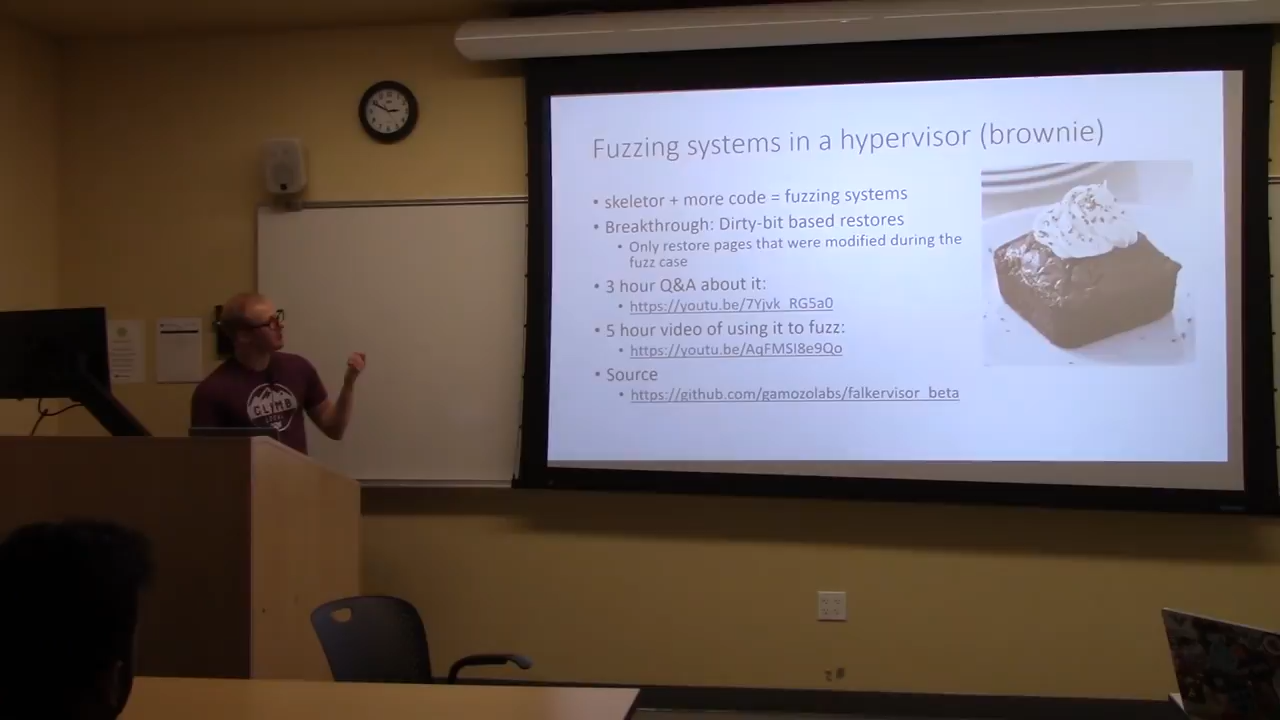 Fuzzing systems in a hypervisor (brownie)
• skeletor + more code = fuzzing systems
• Breakthrough: Dirty-bit based restores
• Only restore pages that were modified during the
fuzz case
• 3 hour Q&A about it:
• https://youtu.be/7Yjvk_RG5a0
• 5 hour video of using it to fuzz:
• https://youtu.be/AqFMSI8e9Qo
• Source
• https://github.com/gamozolabs/falkervisor_beta
CLIMB